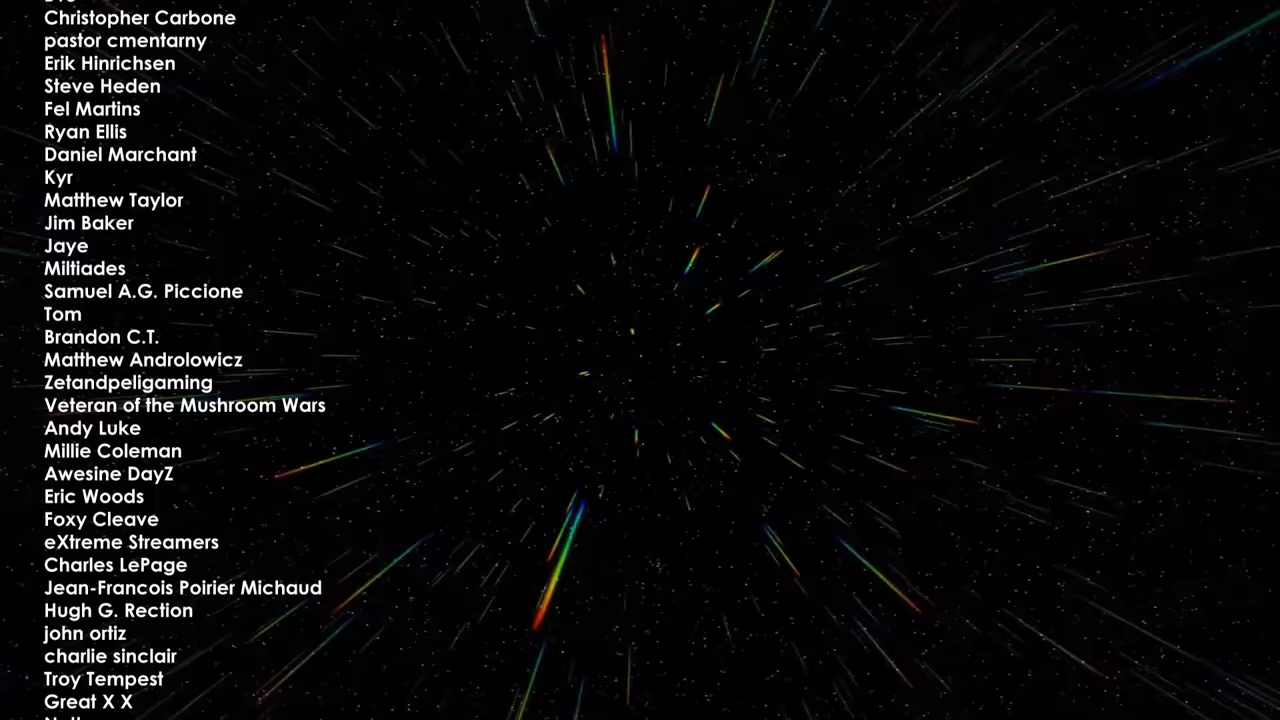 Christopher Carbone
pastor cmentarny
Erik Hinrichsen
Steve Heden
Fel Martins
Ryan Ellis
Daniel Marchant
Kyr
Matthew Taylor
Jim Baker
Jaye
Miltiades
Samuel A.G. Piccione
Tom
Brandon C.T.
Matthew Androlowicz
Zetandpeligaming
Veteran of the Mushroom Wars
Andy Luke
Millie Coleman
Awesine DayZ
Eric Woods
Foxy Cleave
eXtreme Streamers
Charles LePage
Jean-Francois Poirier Michaud
Hugh G. Rection
john ortiz
charlie sinclair
Troy Tempest
Great X X